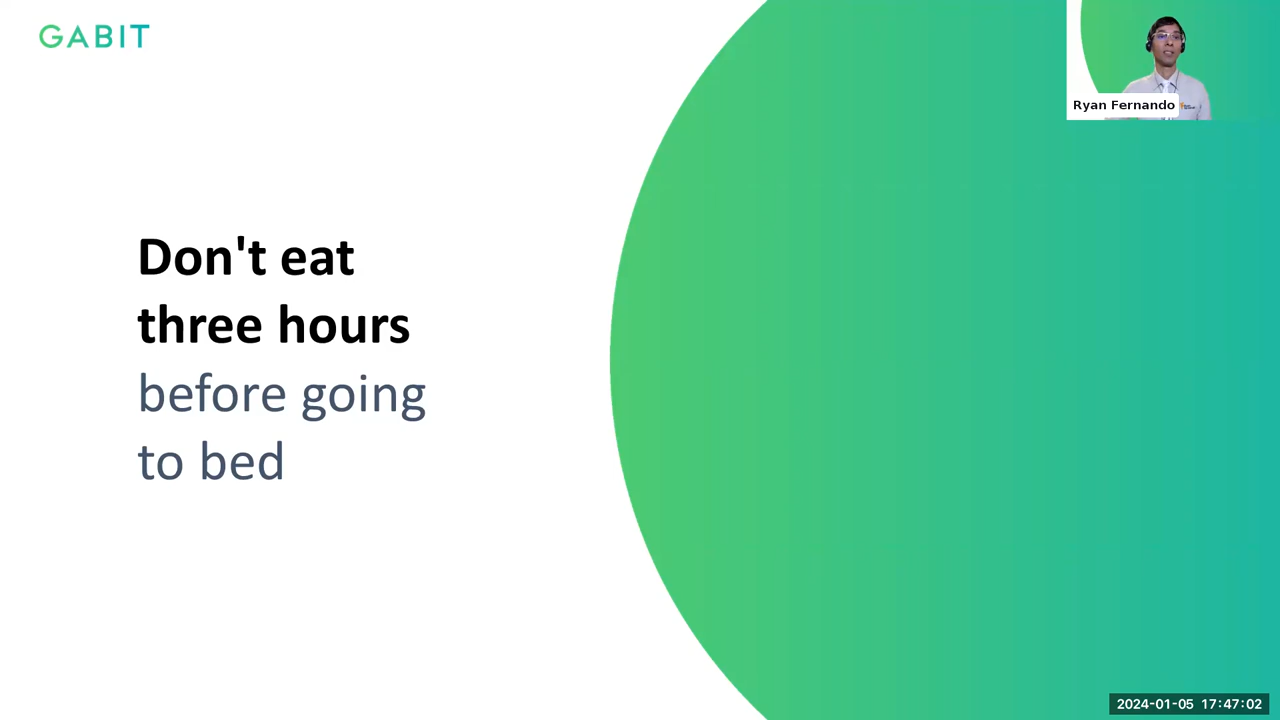 GABIT
Ryan Fernando
Don't eat
three hours
before going
to bed
2024-01-05 17:47:02